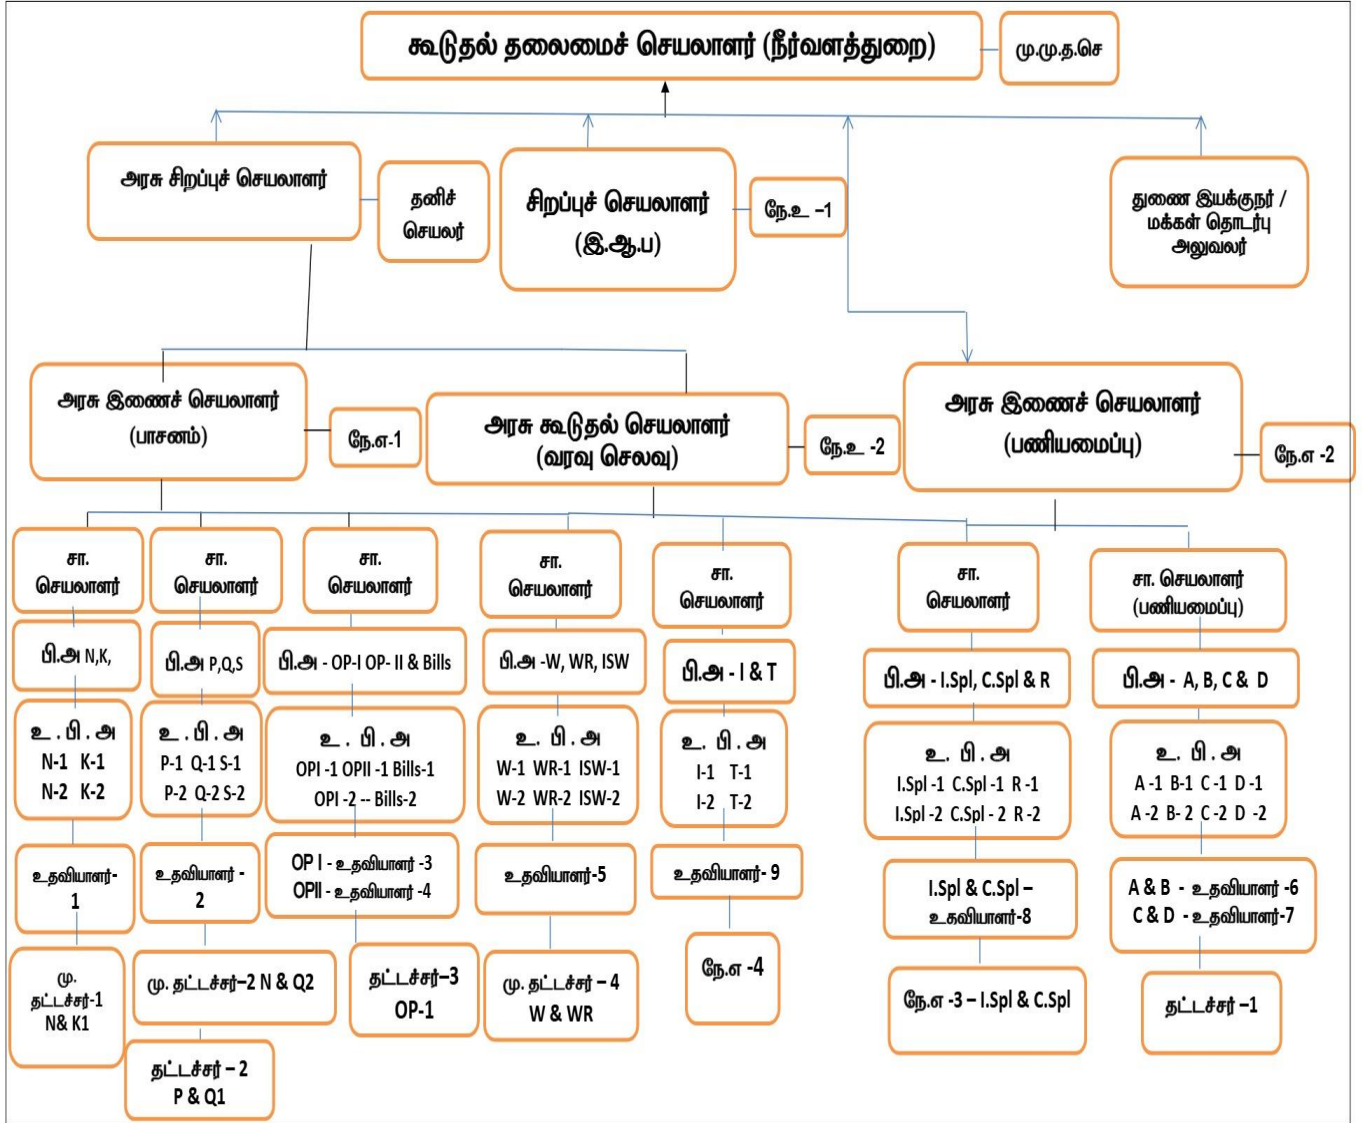 கூடுதல் தலைமைச் செயலாளர் (நீர்வளத்துறை)
மு.மு.த.செ
அரசு சிறப்புச் செயலாளர்
தனிச்
செயலர்
சிறப்புச் செயலாளர்
(இ.ஆ.ப)
நே.உ –1
துணை இயக்குநர் /
மக்கள் தொடர்பு
அலுவலர்
அரசு இணைச் செயலாளர்
(பாசனம்)
நே.எ-1
அரசு கூடுதல் செயலாளர்
(வரவு செலவு)
நே.உ -2
அரசு இணைச் செயலாளர்
(பணியமைப்பு)
நே.எ -2
சா.
செயலாளர்
சா.
செயலாளர்
சா.
செயலாளர்
சா.
செயலாளர்
சா.
செயலாளர்
சா.
செயலாளர்
சா. செயலாளர்
(பணியமைப்பு)
பி.அ N,K,
பி.அ P,Q,S
பி.அ - OP-I OP- II & Bills
பி.அ -W, WR, ISW
பி.அ - I & T
பி.அ - I.Spl, C.Spl & R
பி.அ - A, B, C & D
உ . பி . அ
N-1 K-1
N-2 K-2
உ . பி . அ
P-1 Q-1 S-1
P-2 Q-2 S-2
உ . பி . அ
OPI -1 OPII -1 Bills-1
OPI -2 -- Bills-2
உ. பி . அ
W-1 WR-1 ISW-1
W-2 WR-2 ISW-2
உ. பி . அ
I-1 T-1
I-2 T-2
உ. பி . அ
I.Spl -1 C.Spl -1 R -1
I.Spl -2 C.Spl - 2 R -2
உ. பி . அ
A -1 B-1 C -1 D -1
A -2 B- 2 C -2 D -2
உதவியாளர்-
1
உதவியாளர் -
2
OP I - உதவியாளர் -3
OPII - உதவியாளர் -4
உதவியாளர்-5
உதவியாளர்- 9
I.Spl & C.Spl –
உகவியாளர்-8
A & B - உதவியாளர் -6
C & D - உதவியாளர்-7
மு.
தட்டச்சர்-1
N& K1
மு. தட்டச்சர்–2 N & Q2
தட்டச்சர்–3
OP-1
மு. தட்டச்சர் – 4
W & WR
நே.எ -4
நே.எ -3 – I.Spl & C.Spl
தட்டச்சர் –1
தட்டச்சர் – 2
P & Q1